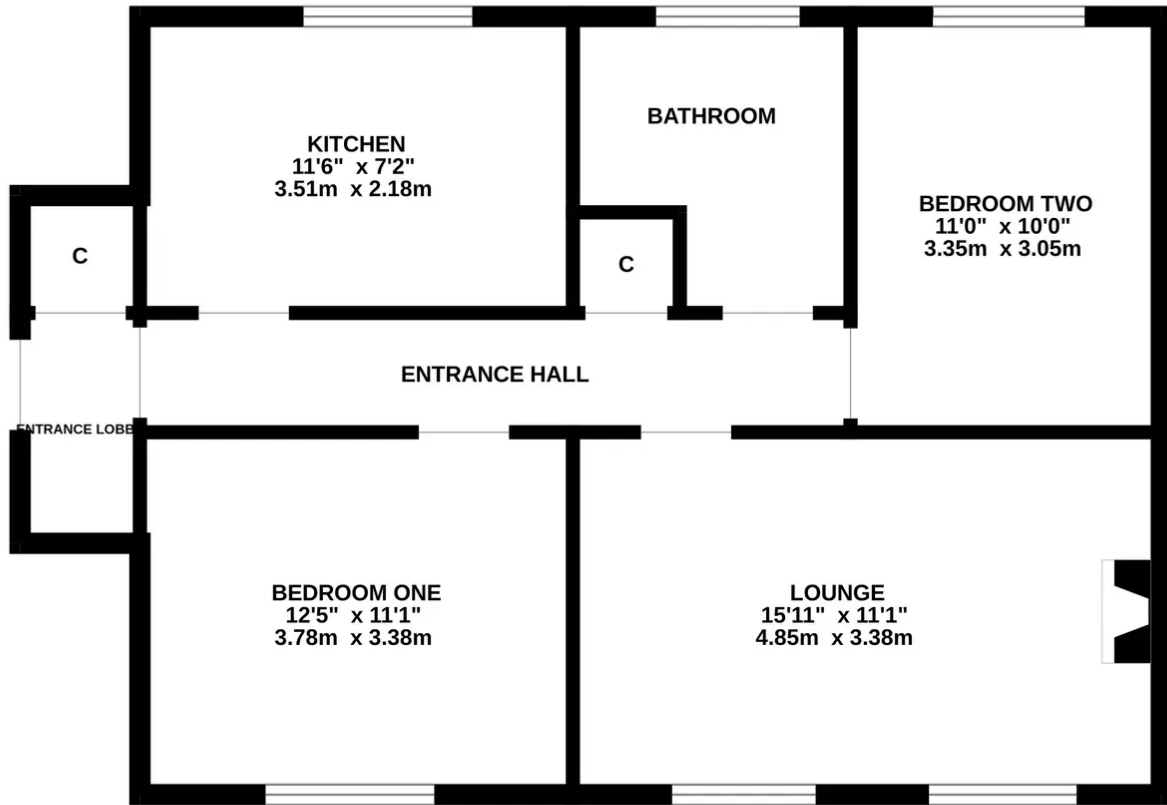 KITCHEN
11'6" x 7'2"
3.51m x 2.18m
BATHROOM
BEDROOM TWO
11'0" x 10'0"
3.35m x 3.05m
C
C
ENTRANCE HALL
ENTRANCE LOBB
BEDROOM ONE
12'5" x 11'1"
3.78m x 3.38m
LOUNGE
15'11" x 11'1"
4.85m x 3.38m